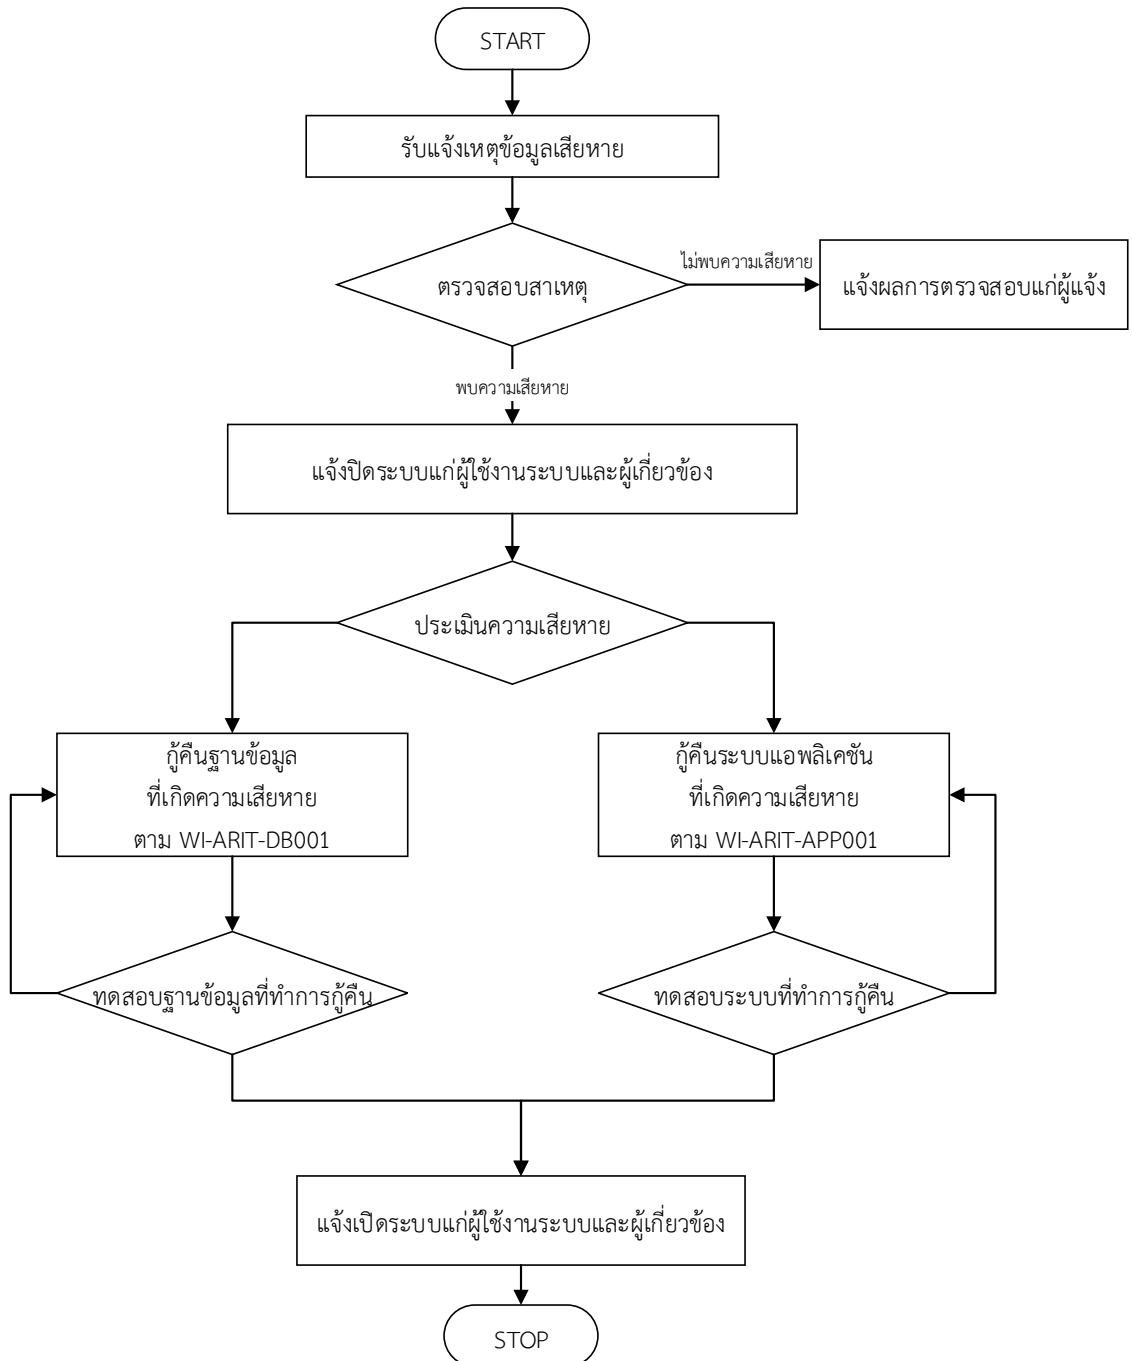 START
รับแจ้งเหตุข้อมูลเสียหาย
ตรวจสอบสาเหตุ
ไม่พบความเสียหาย
แจ้งผลการตรวจสอบแก่ผู้แจ้ง
พบความเสียหาย
แจ้งปิดระบบแก่ผู้ใช้งานระบบและผู้เกี่ยวข้อง
ประเมินความเสียหาย
กู้คืนฐานข้อมูล
ที่เกิดความเสียหาย
ตาม WI-ARIT-DB001
กู้คืนระบบแอพลิเคชัน
ที่เกิดความเสียหาย
ตาม WI-ARIT-APP001
ทดสอบฐานข้อมูลที่ทำการกู้คืน
ทดสอบระบบที่ทำการกู้คืน
แจ้งเปิดระบบแก่ผู้ใช้งานระบบและผู้เกี่ยวข้อง
STOP